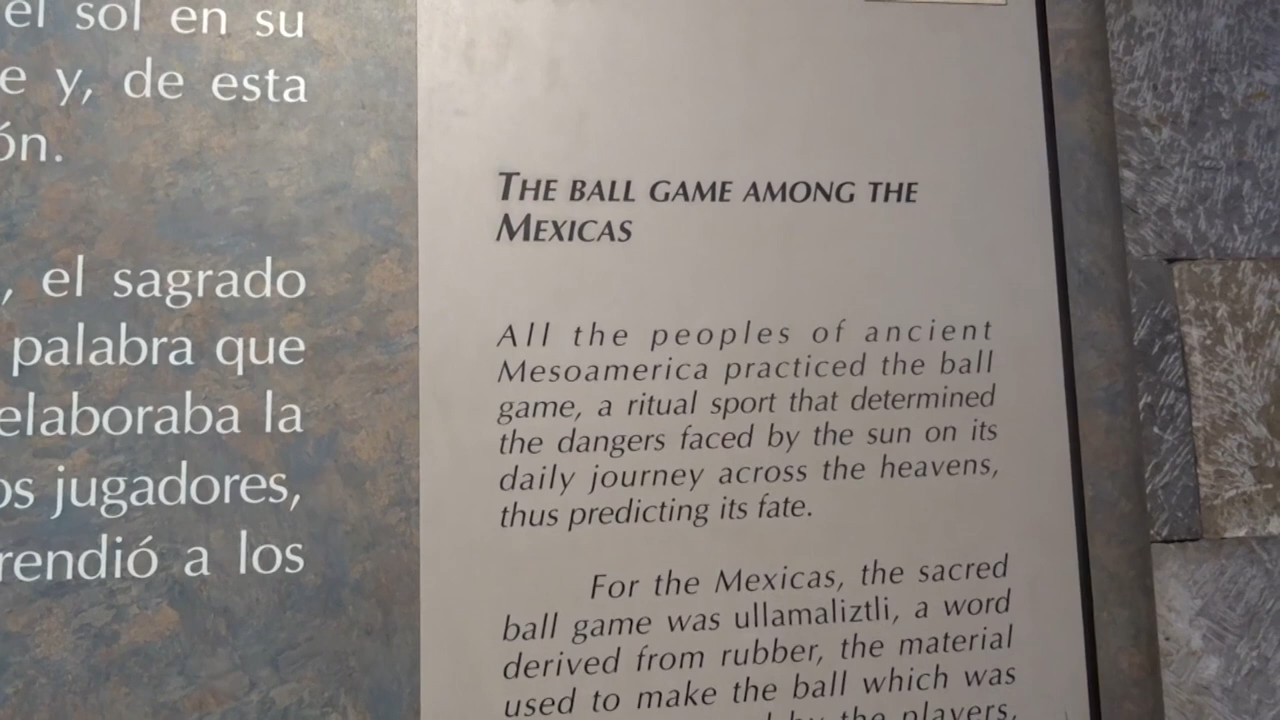 el sol en su
e y, de esta
ón.
, el sagrado
palabra que
elaboraba la
os jugadores,
rendió a los
THE BALL GAME AMONG THE
MEXICAS
All the peoples of ancient
Mesoamerica practiced the ball
game, a ritual sport that determined
the dangers faced by the sun on its
daily journey across the heavens,
thus predicting its fate.
For the Mexicas, the sacred
ball game was ullamaliztli, a word
derived from rubber, the material
used to make the ball which was
by the players,